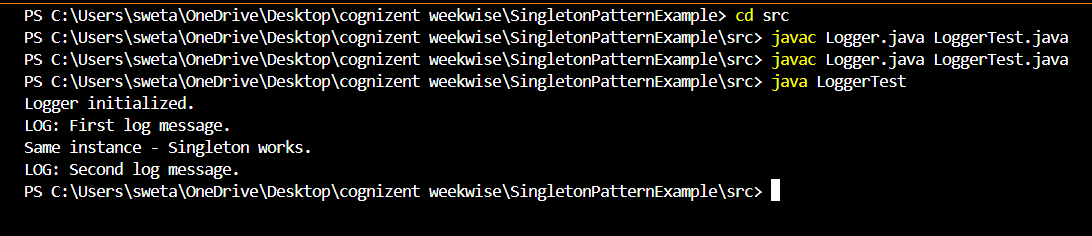 PS C:\Users\sweta\OneDrive\Desktop\cognizent weekwise\SingletonPatternExample> cd src
PS C:\Users\sweta\OneDrive\Desktop\cognizent weekwise\SingletonPatternExample\src> javac Logger.java LoggerTest.java
PS C:\Users\sweta\OneDrive\Desktop\cognizent weekwise\SingletonPatternExample\src> javac Logger.java LoggerTest.java
PS C:\Users\sweta\OneDrive\Desktop\cognizent weekwise\SingletonPatternExample\src> java LoggerTest
Logger initialized.
LOG: First log message.
Same instance - Singleton works.
LOG: Second log message.
PS C:\Users\sweta\OneDrive\Desktop\cognizent weekwise\SingletonPatternExample\src>